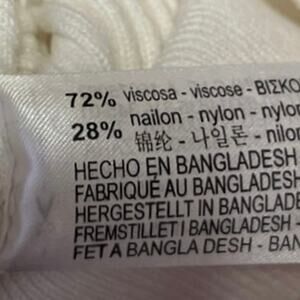 72% viscosa - viscose - ΒΙΣΚΟ
28% nailon - nylon - nylon
锦纶 - 나일론 - nilon
HECHO EN BANGLADESH
FABRIQUÉ AU BANGLADESH
HERGESTELLT IN BANGLADE
FREMSTILLET I BANGLADESH -
FET A BANGLA DESH - BAN